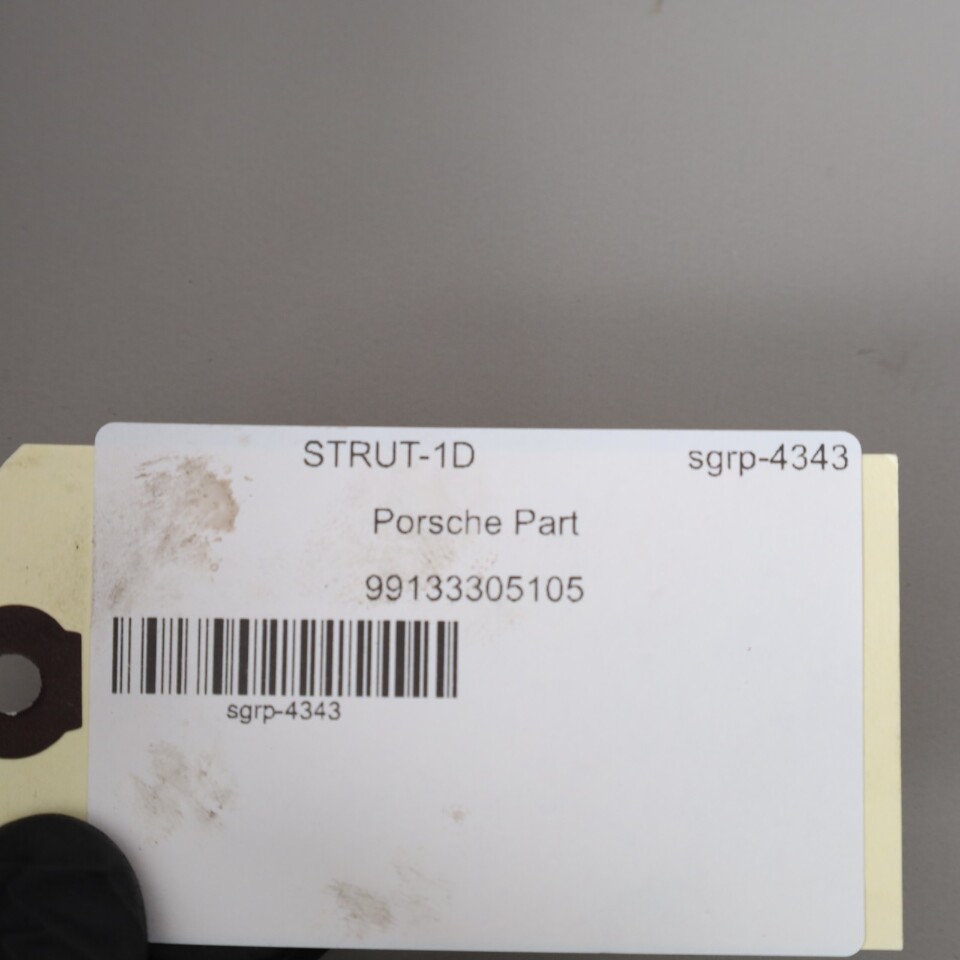 STRUT-1D sgrp-4343
Porsche Part
99133305105
sgrp-4343